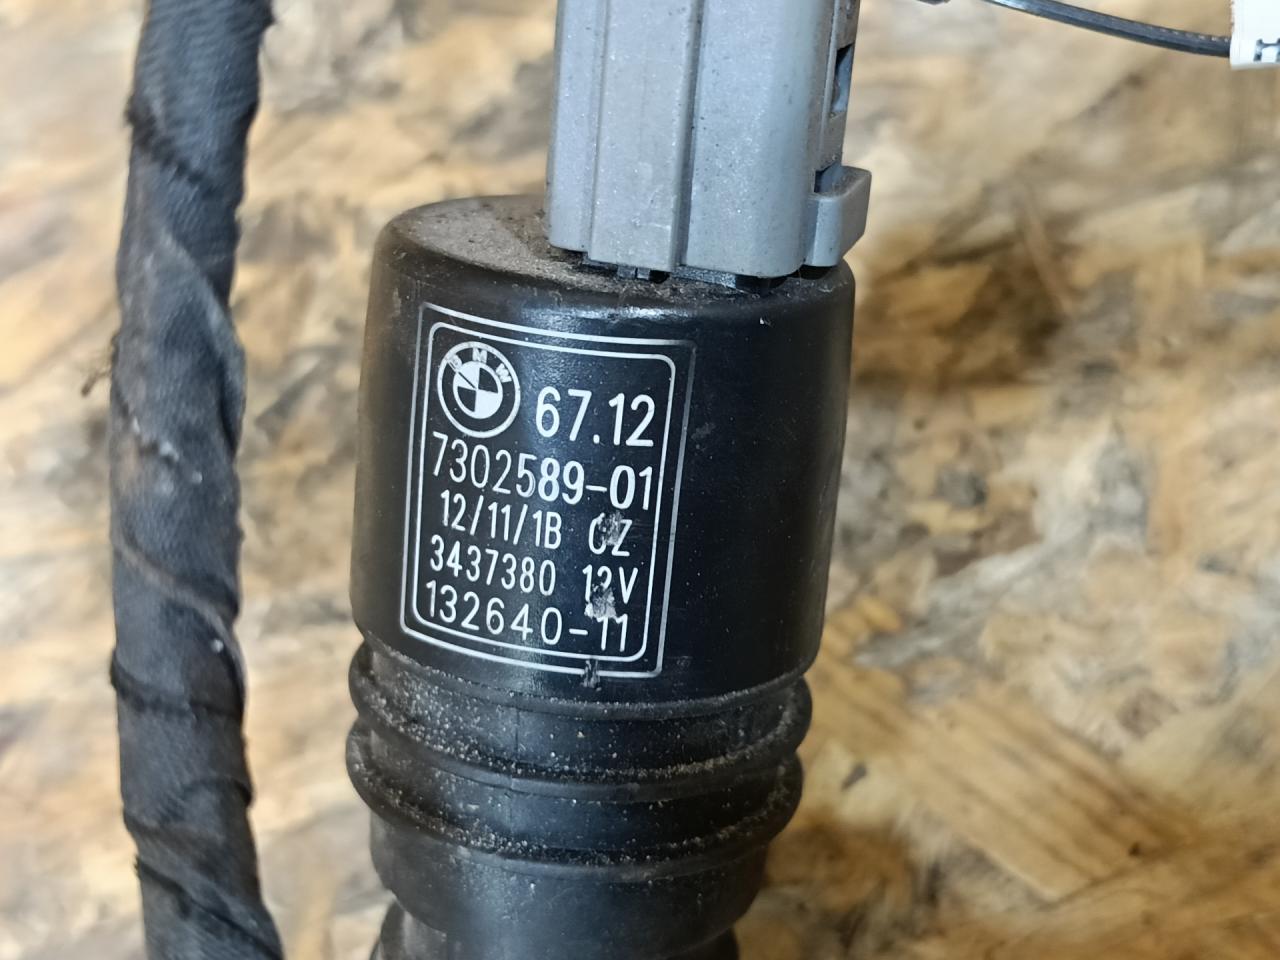 BMW
67.12
7302589-01
12/11/1B CZ
3437380 12V
132640-11